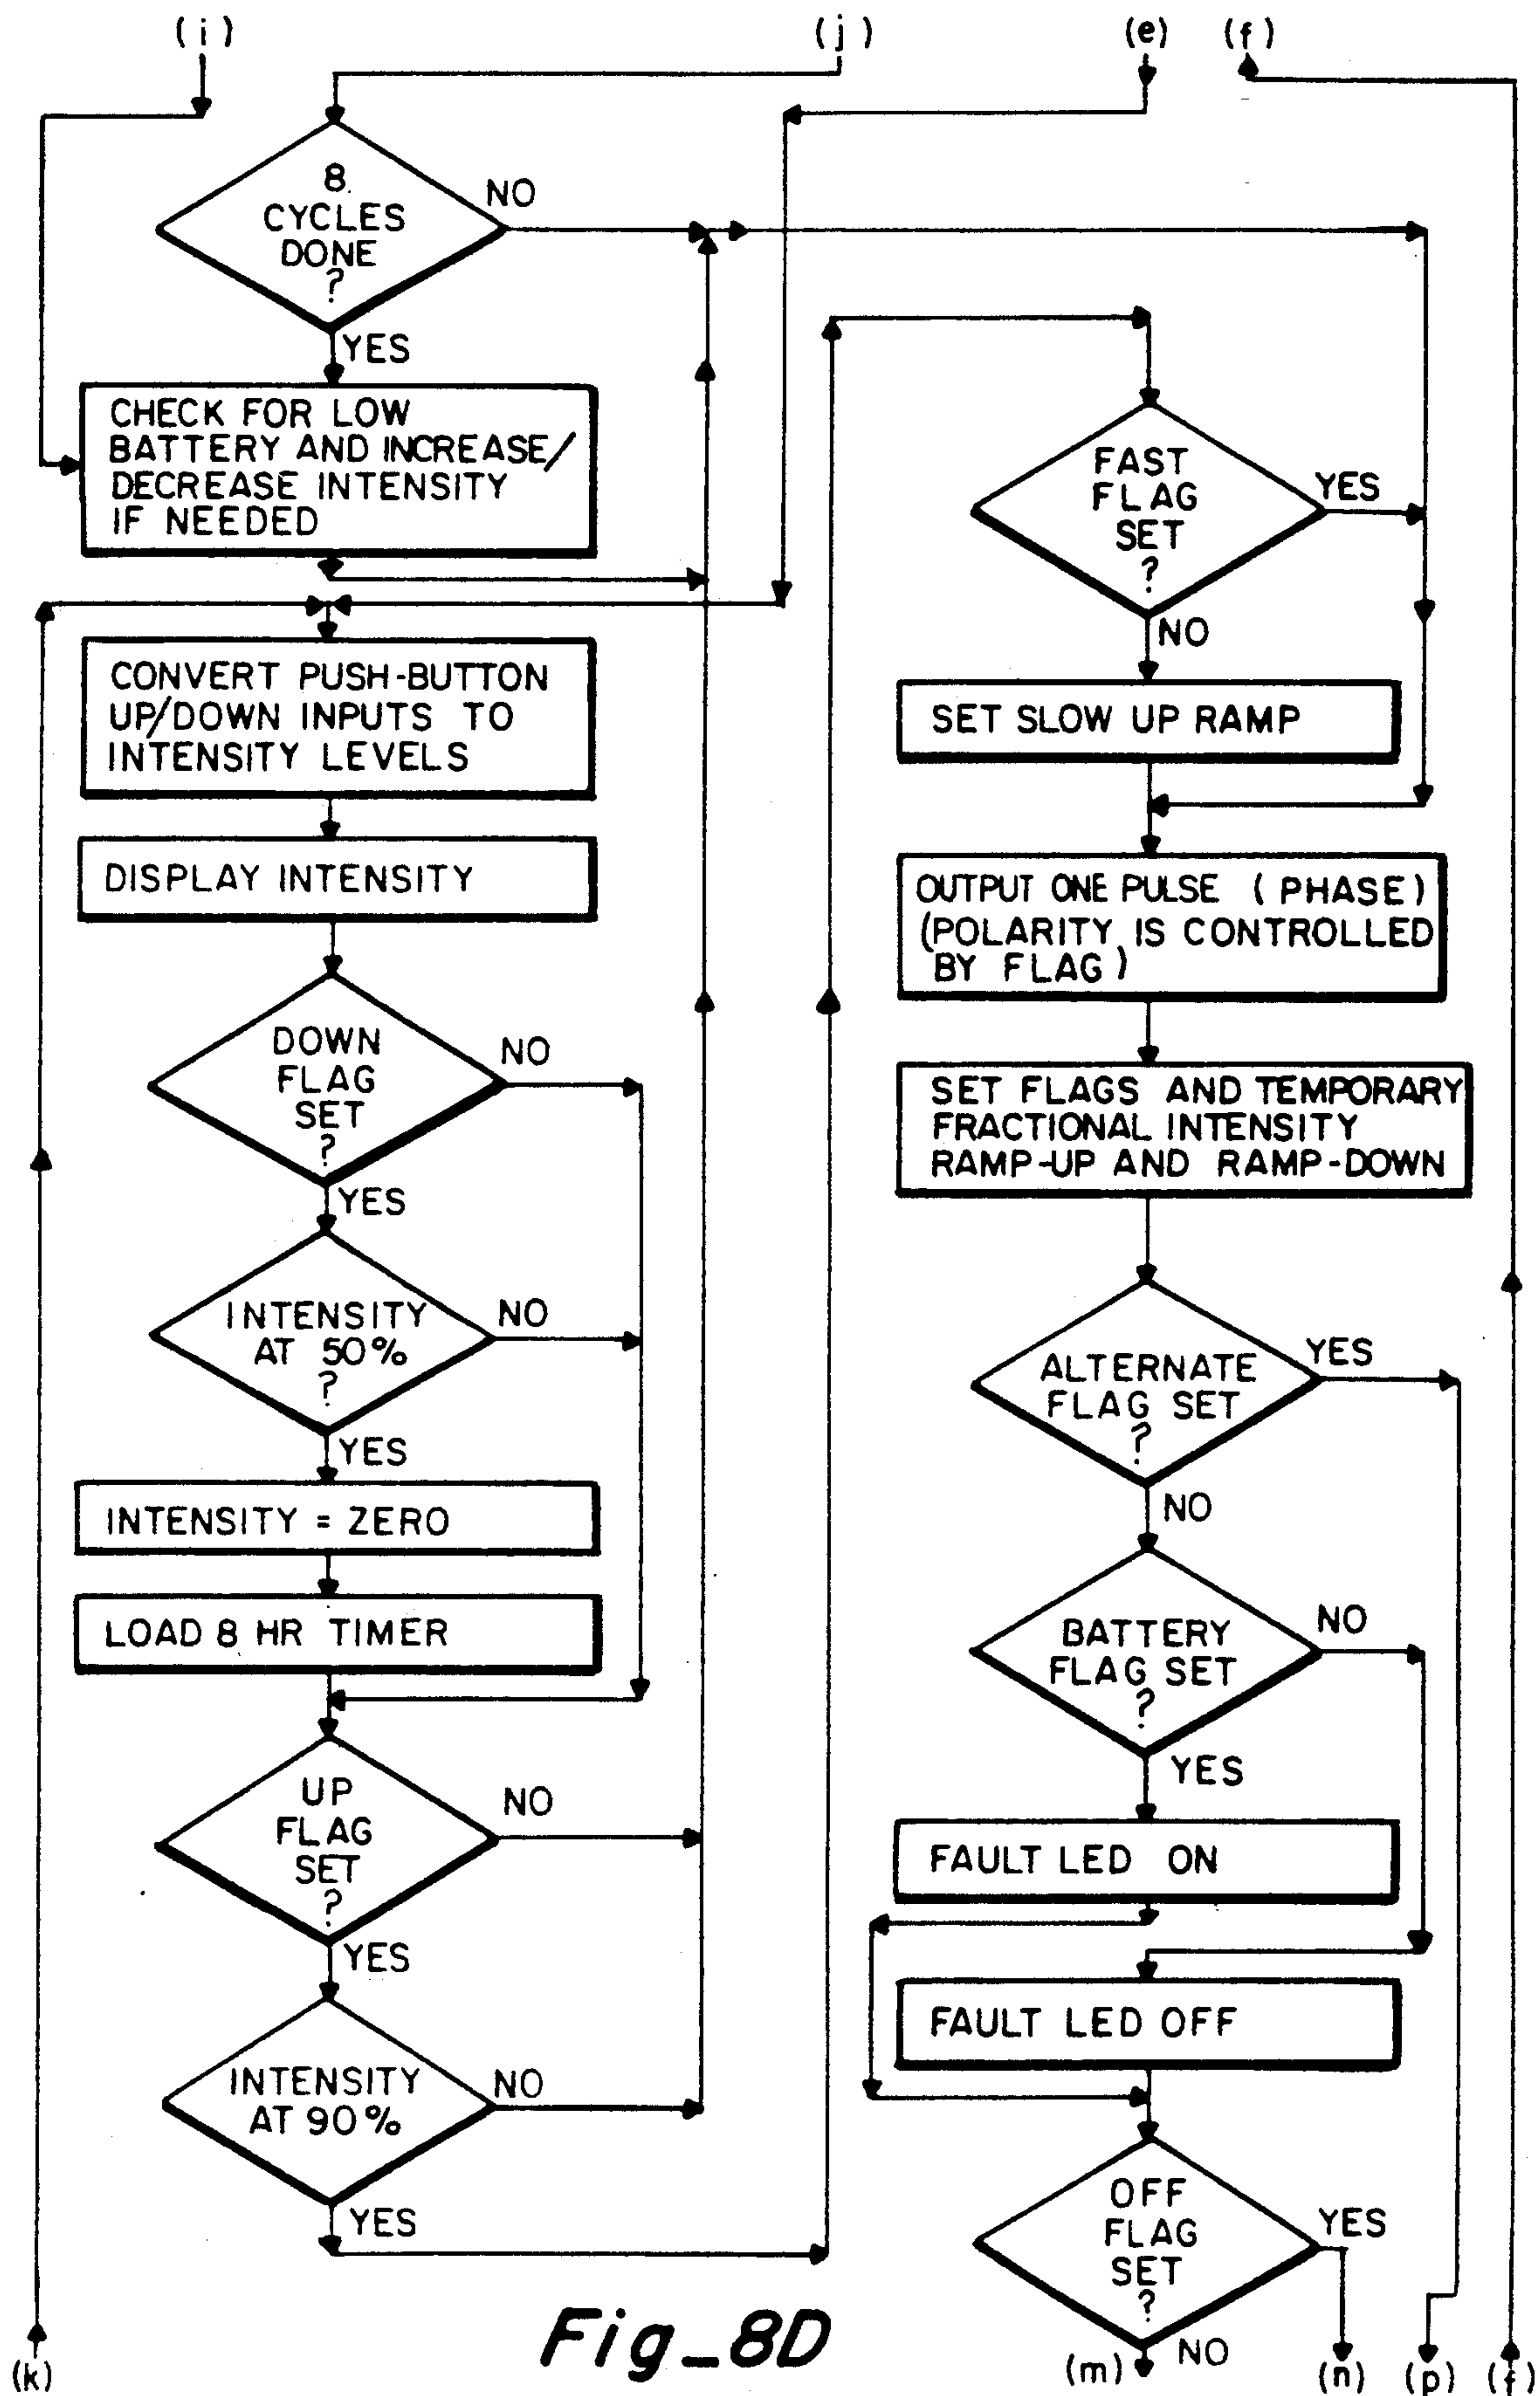 (i)
(j)
(e)
(f)
8
CYCLES
DONE
?
NO
YES
CHECK FOR LOW
BATTERY AND INCREASE/
DECREASE INTENSITY
IF NEEDED
CONVERT PUSH-BUTTON
UP/DOWN INPUTS TO
INTENSITY LEVELS
DISPLAY INTENSITY
DOWN
FLAG
SET
?
NO
YES
INTENSITY
AT 50%
?
NO
YES
INTENSITY = ZERO
LOAD 8 HR TIMER
UP
FLAG
SET
?
NO
YES
INTENSITY
AT 90%
NO
YES
FAST
FLAG
SET
?
YES
NO
SET SLOW UP RAMP
OUTPUT ONE PULSE (PHASE)
(POLARITY IS CONTROLLED
BY FLAG)
SET FLAGS AND TEMPORARY
FRACTIONAL INTENSITY
RAMP-UP AND RAMP-DOWN
ALTERNATE
FLAG SET
?
YES
NO
BATTERY
FLAG SET
?
NO
YES
FAULT LED ON
FAULT LED OFF
OFF
FLAG
SET
?
YES
NO
(k)
Fig_8D
(m)
(n)
(p)
(f)